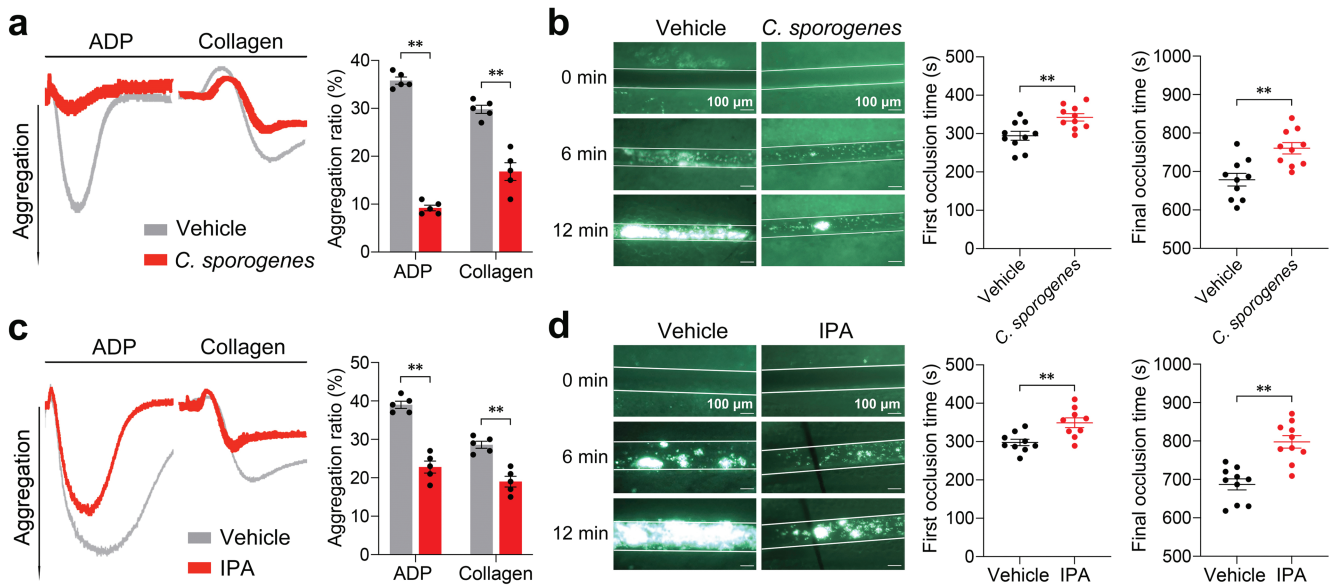 a
ADP Collagen
Aggregation
Vehicle
C. sporogenes
Aggregation ratio (%)
40
30
20
10
0
** **
ADP Collagen
b
Vehicle C. sporogenes
0 min
100 µm 100 µm
6 min
12 min
First occlusion time (s)
500
400
300
200
100
0
**
Vehicle C. sporogenes
Final occlusion time (s)
1000
900
800
700
600
500
**
Vehicle C. sporogenes
c
ADP Collagen
Aggregation
Vehicle
IPA
Aggregation ratio (%)
50
40
30
20
10
0
** **
ADP Collagen
d
Vehicle IPA
0 min
100 µm 100 µm
6 min
12 min
First occlusion time (s)
500
400
300
200
100
0
**
Vehicle IPA
Final occlusion time (s)
1000
900
800
700
600
500
**
Vehicle IPA